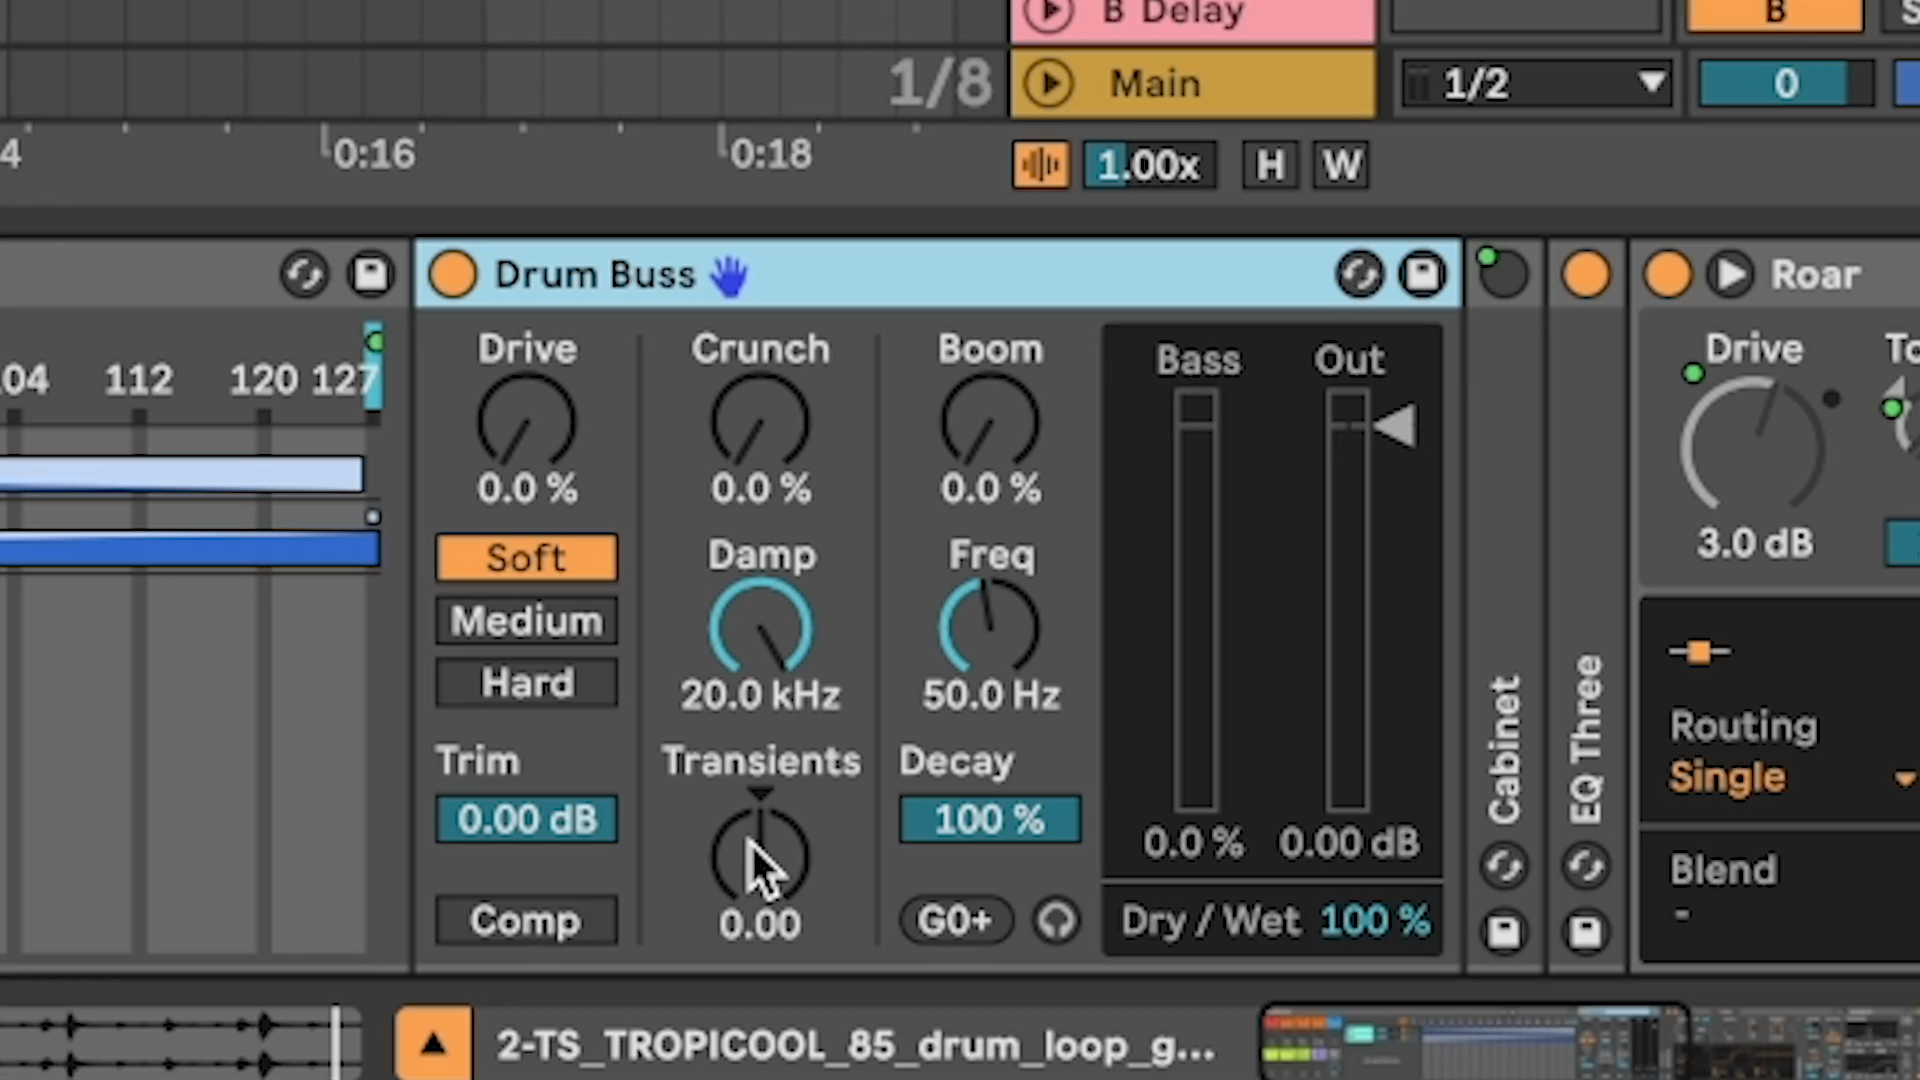 B Delay
B
1/8
Main
1/2
0
4
0:16
0:18
1.00x
H
W
Drum Buss
Roar
04
112
120
127
Drive
Crunch
Boom
Bass
Out
Drive
0.0 %
0.0 %
0.0 %
3.0 dB
Soft
Damp
Freq
Medium
Hard
20.0 kHz
50.0 Hz
Cabinet
EQ Three
Routing
Single
Trim
Transients
Decay
0.00 dB
100 %
0.0 %
0.00 dB
Blend
-
Comp
0.00
G0+
Dry / Wet 100 %
2-TS_TROPICOOL_85_drum_loop_g...